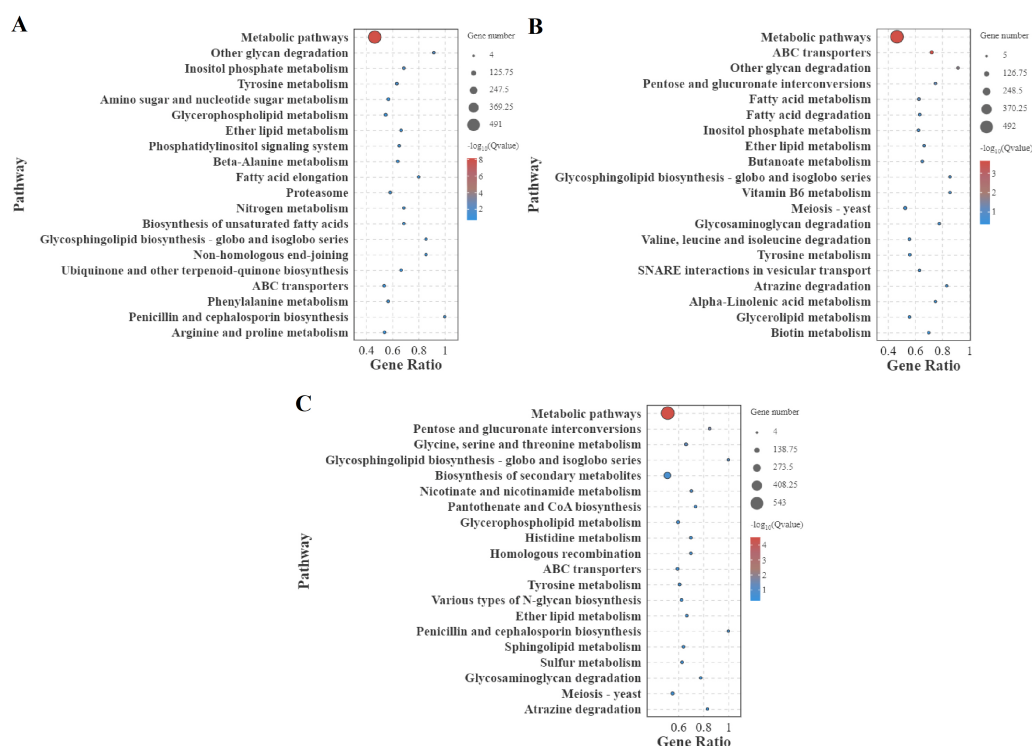 A
Pathway
Metabolic pathways
Other glycan degradation
Inositol phosphate metabolism
Tyrosine metabolism
Amino sugar and nucleotide sugar metabolism
Glycerophospholipid metabolism
Ether lipid metabolism
Phosphatidylinositol signaling system
Beta-Alanine metabolism
Fatty acid elongation
Proteasome
Nitrogen metabolism
Biosynthesis of unsaturated fatty acids
Glycosphingolipid biosynthesis - globo and isoglobo series
Non-homologous end-joining
Ubiquinone and other terpenoid-quinone biosynthesis
ABC transporters
Phenylalanine metabolism
Penicillin and cephalosporin biosynthesis
Arginine and proline metabolism
0.4 0.6 0.8 1
Gene Ratio
Gene number
4
125.75
247.5
369.25
491
-log10(Qvalue)
8
6
4
2
B
Pathway
Metabolic pathways
ABC transporters
Other glycan degradation
Pentose and glucuronate interconversions
Fatty acid metabolism
Fatty acid degradation
Inositol phosphate metabolism
Ether lipid metabolism
Butanoate metabolism
Glycosphingolipid biosynthesis - globo and isoglobo series
Vitamin B6 metabolism
Meiosis - yeast
Glycosaminoglycan degradation
Valine, leucine and isoleucine degradation
Tyrosine metabolism
SNARE interactions in vesicular transport
Atrazine degradation
Alpha-Linolenic acid metabolism
Glycerolipid metabolism
Biotin metabolism
0.4 0.6 0.8 1
Gene Ratio
Gene number
5
126.75
248.5
370.25
492
-log10(Qvalue)
3
2
1
C
Pathway
Metabolic pathways
Pentose and glucuronate interconversions
Glycine, serine and threonine metabolism
Glycosphingolipid biosynthesis - globo and isoglobo series
Biosynthesis of secondary metabolites
Nicotinate and nicotinamide metabolism
Pantothenate and CoA biosynthesis
Glycerophospholipid metabolism
Histidine metabolism
Homologous recombination
ABC transporters
Tyrosine metabolism
Various types of N-glycan biosynthesis
Ether lipid metabolism
Penicillin and cephalosporin biosynthesis
Sphingolipid metabolism
Sulfur metabolism
Glycosaminoglycan degradation
Meiosis - yeast
Atrazine degradation
0.6 0.8 1
Gene Ratio
Gene number
4
138.75
273.5
408.25
543
-log10(Qvalue)
4
3
2
1